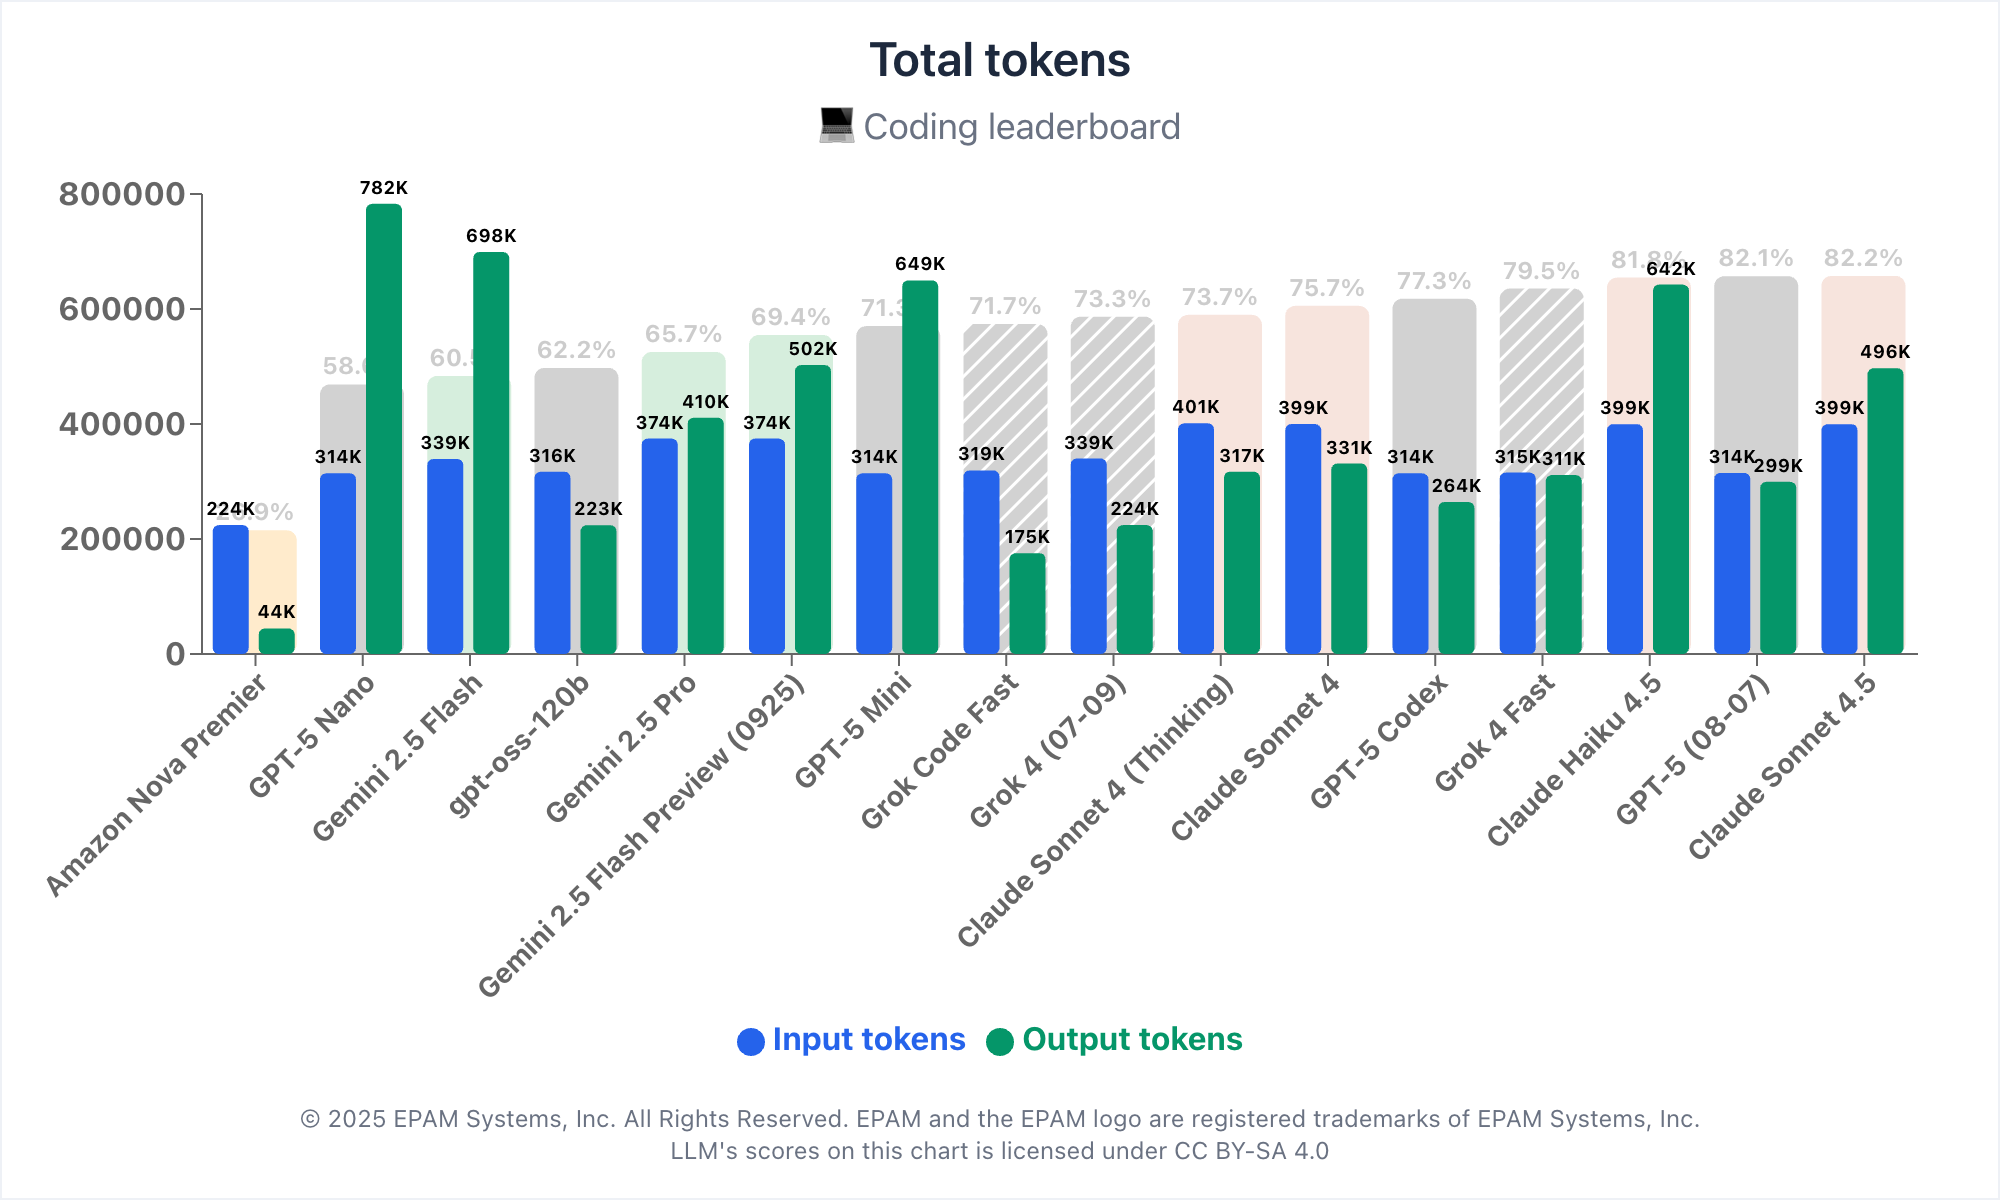 Total tokens
Coding leaderboard
800000
600000
400000
200000
0
782K
698K
649K
642K
502K
496K
410K
62.2%
65.7%
69.4%
71.7%
73.3%
73.7%
75.7%
77.3%
79.5%
81.8%
82.1%
82.2%
224K
44K
314K
339K
316K
223K
374K
374K
314K
319K
175K
339K
224K
401K
317K
399K
331K
314K
264K
315K
311K
399K
314K
299K
399K
Amazon Nova Premier
GPT-5 Nano
Gemini 2.5 Flash
gpt-oss-120b
Gemini 2.5 Pro
Gemini 2.5 Flash Preview (0925)
GPT-5 Mini
Grok Code Fast
Grok 4 (07-09)
Claude Sonnet 4 (Thinking)
Claude Sonnet 4
GPT-5 Codex
Grok 4 Fast
Claude Haiku 4.5
GPT-5 (08-07)
Claude Sonnet 4.5
Input tokens
Output tokens
© 2025 EPAM Systems, Inc. All Rights Reserved. EPAM and the EPAM logo are registered trademarks of EPAM Systems, Inc.
LLM's scores on this chart is licensed under CC BY-SA 4.0